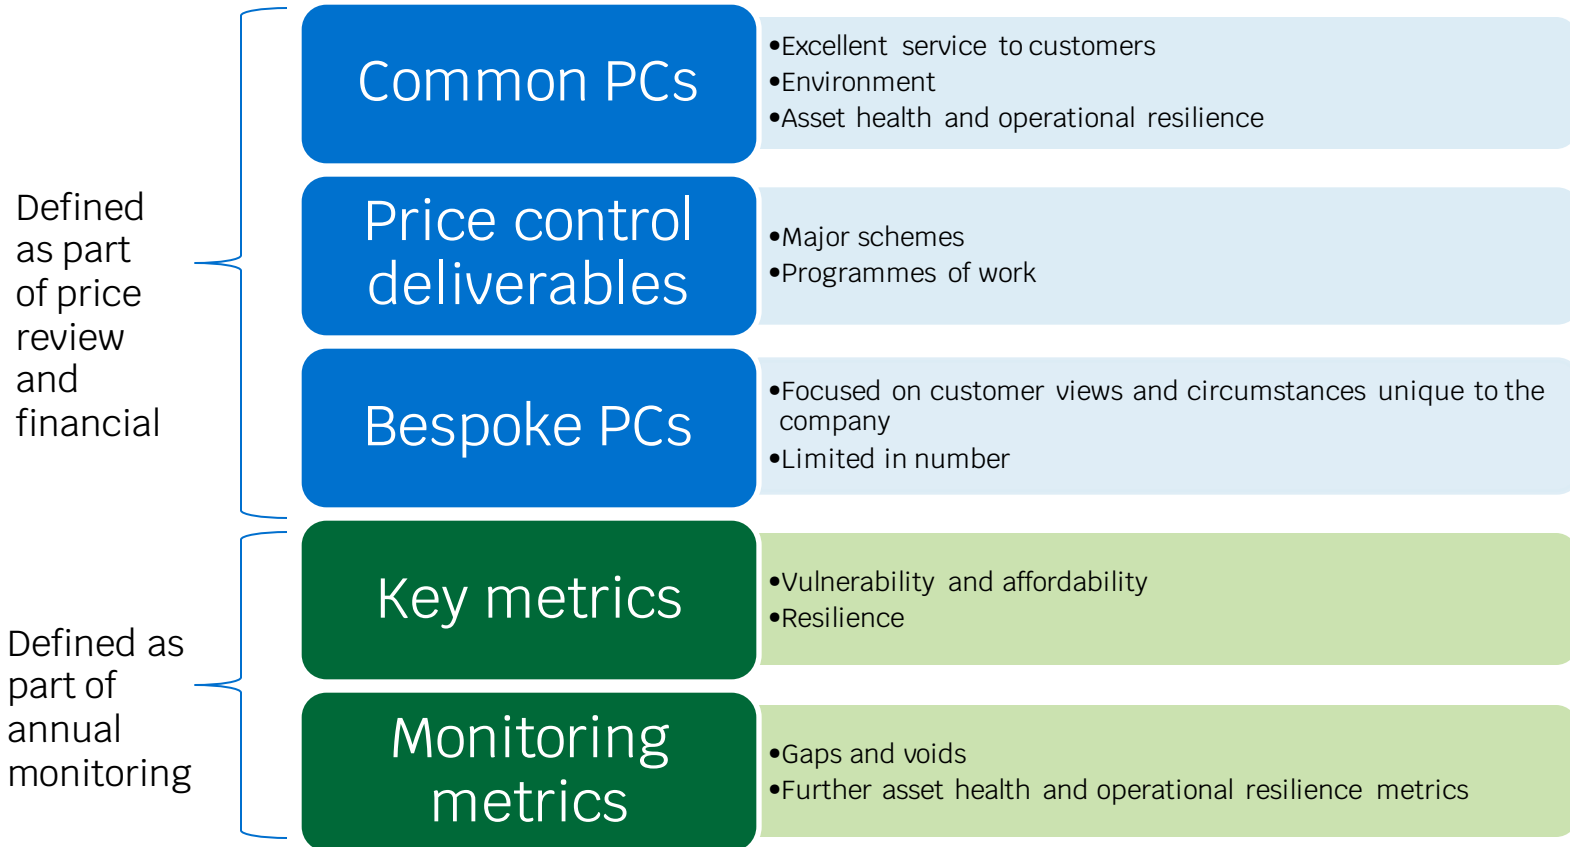 Defined
as part
of price
review
and
financial
Common PCs
•Excellent service to customers
•Environment
•Asset health and operational resilience
Price control
deliverables
•Major schemes
•Programmes of work
Bespoke PCs
•Focused on customer views and circumstances unique to the
company
•Limited in number
Defined as
part of
annual
monitoring
Key metrics
•Vulnerability and affordability
•Resilience
Monitoring
metrics
•Gaps and voids
•Further asset health and operational resilience metrics